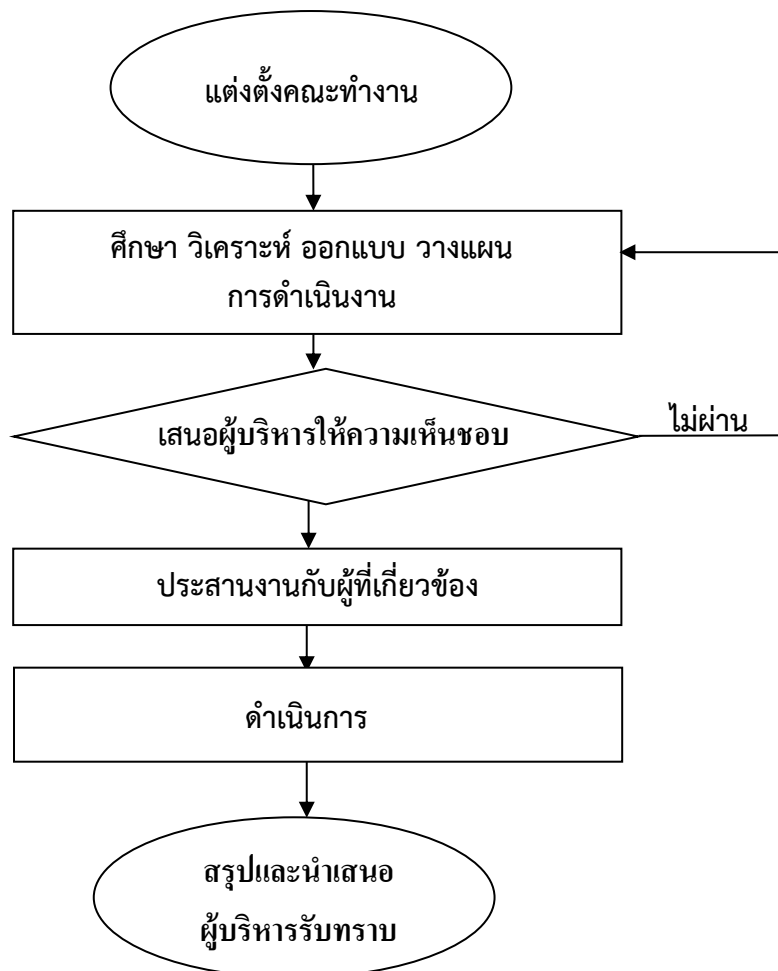 แต่งตั้งคณะทำงาน
ศึกษา วิเคราะห์ ออกแบบ วางแผน
การดำเนินงาน
เสนอผู้บริหารให้ความเห็นชอบ
ไม่ผ่าน
ประสานงานกับผู้ที่เกี่ยวข้อง
ดำเนินการ
สรุปและนำเสนอ
ผู้บริหารรับทราบ